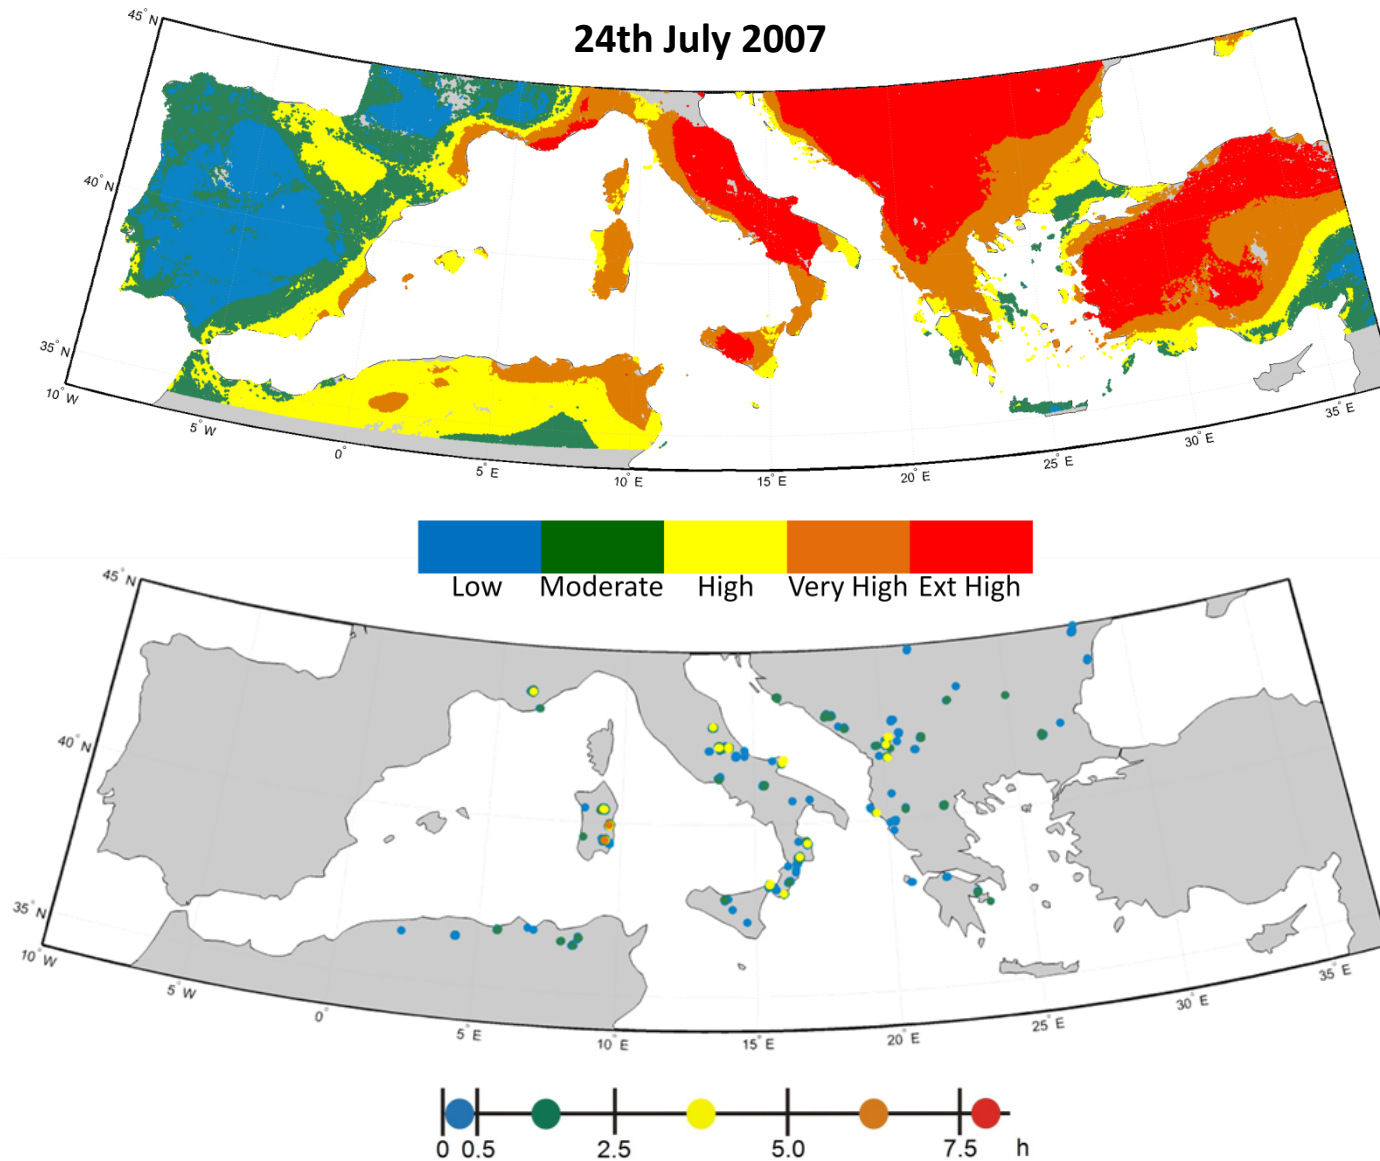 24th July 2007
45° N
40° N
35° N
10° W
5° W
0°
5° E
10° E
15° E
20° E
25° E
30° E
35° E
Low Moderate High Very High Ext High
45° N
40° N
35° N
10° W
5° W
0°
5° E
10° E
15° E
20° E
25° E
30° E
35° E
0 0.5 2.5 5.0 7.5 h